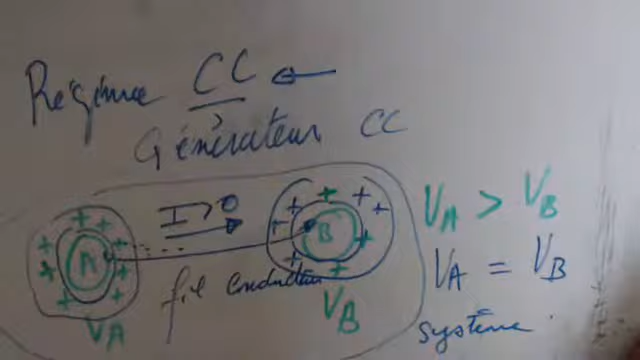 Régime CC
Générateur CC
I > 0
A
B
fil conducteur
VA
VB
VA > VB
VA = VB
système